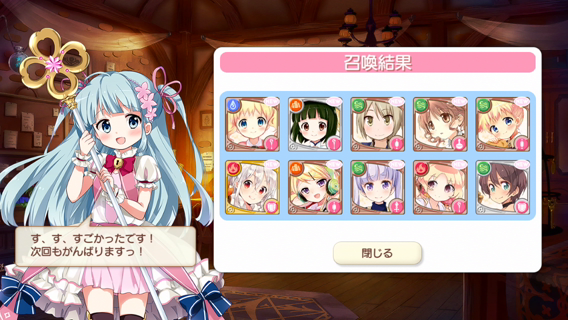 召喚結果
す、す、すごかったです！
次回もがんばりますっ！
閉じる